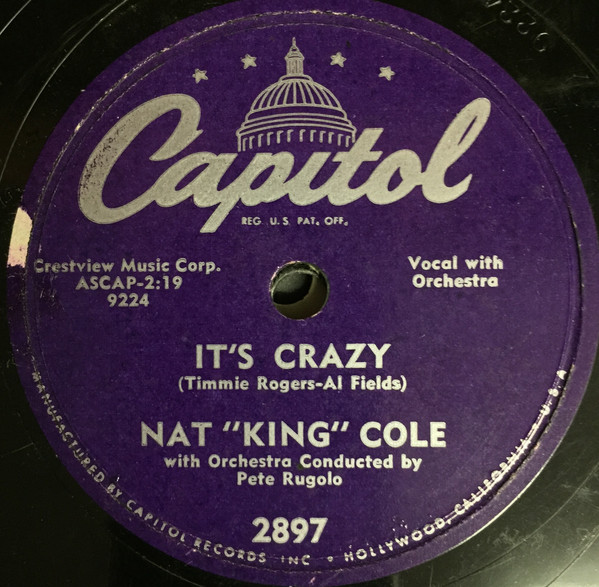 Capitol
REG. U.S. PAT. OFF.
Crestview Music Corp.
ASCAP-2:19
9224
Vocal with
Orchestra
IT'S CRAZY
(Timmie Rogers-Al Fields)
NAT "KING" COLE
with Orchestra Conducted by
Pete Rugolo
2897
MANUFACTURED BY CAPITOL RECORDS INC • HOLLYWOOD, CALIFORNIA • U.S.A.